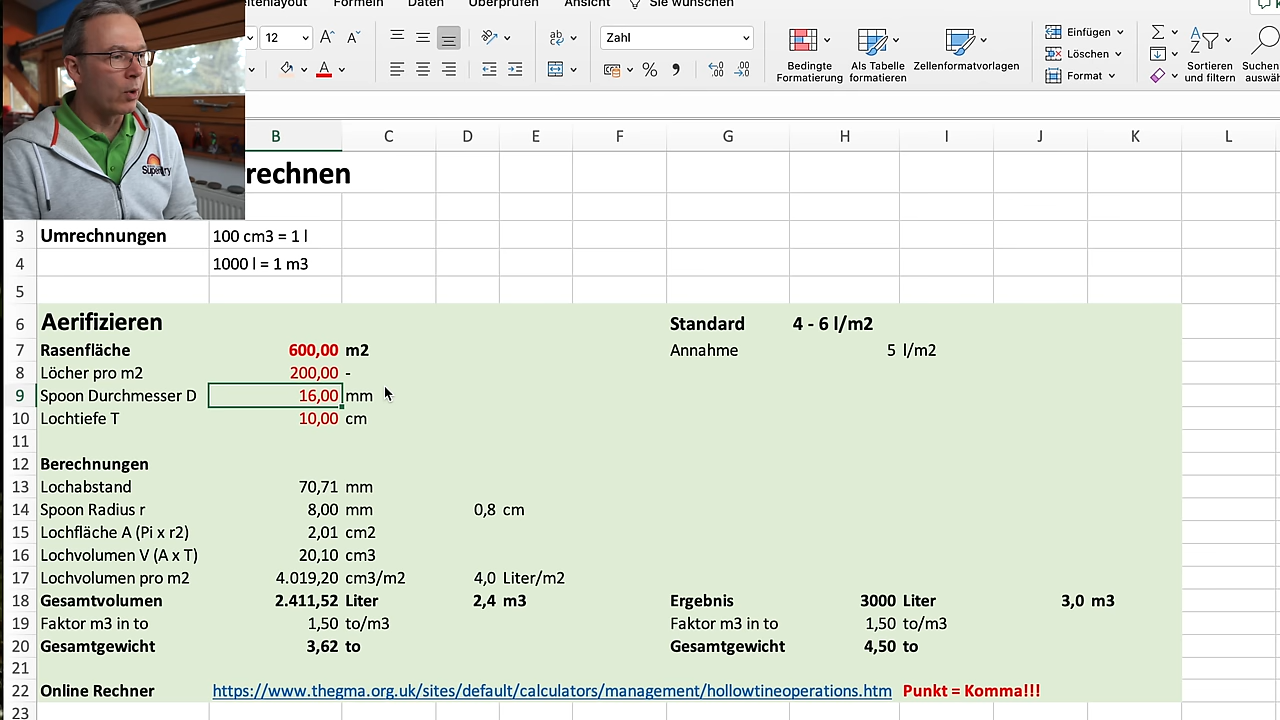 eitenlayout Formeln Daten Überprüfen Ansicht Sie wünschen
12 A A Zahl
Bedingte Formatierung Als Tabelle formatieren Zellenformatvorlagen
Einfügen
Löschen
Format
Sortieren und filtern
Suchen
B C D E F G H I J K L
rechnen
Superdry
3 Umrechnungen 100 cm3 = 1 l
4 1000 l = 1 m3
5
6 Aerifizieren Standard 4 - 6 l/m2
7 Rasenfläche 600,00 m2 Annahme 5 l/m2
8 Löcher pro m2 200,00 -
9 Spoon Durchmesser D 16,00 mm
10 Lochtiefe T 10,00 cm
11
12 Berechnungen
13 Lochabstand 70,71 mm
14 Spoon Radius r 8,00 mm 0,8 cm
15 Lochfläche A (Pi x r2) 2,01 cm2
16 Lochvolumen V (A x T) 20,10 cm3
17 Lochvolumen pro m2 4.019,20 cm3/m2 4,0 Liter/m2
18 Gesamtvolumen 2.411,52 Liter 2,4 m3 Ergebnis 3000 Liter 3,0 m3
19 Faktor m3 in to 1,50 to/m3 Faktor m3 in to 1,50 to/m3
20 Gesamtgewicht 3,62 to Gesamtgewicht 4,50 to
21
22 Online Rechner https://www.thegma.org.uk/sites/default/calculators/management/hollowtineoperations.htm Punkt = Komma!!!
23